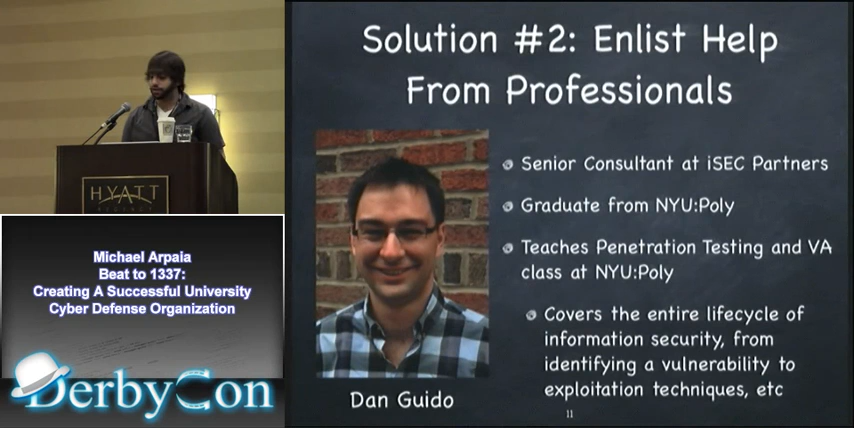 Solution #2: Enlist Help
From Professionals
Senior Consultant at iSEC Partners
Graduate from NYU:Poly
Teaches Penetration Testing and VA
class at NYU:Poly
Covers the entire lifecycle of
information security, from
identifying a vulnerability to
exploitation techniques, etc
Dan Guido
11
HYATT
REGENCY
Michael Arpaia
Beat to 1337:
Creating A Successful University
Cyber Defense Organization
DerbyCon